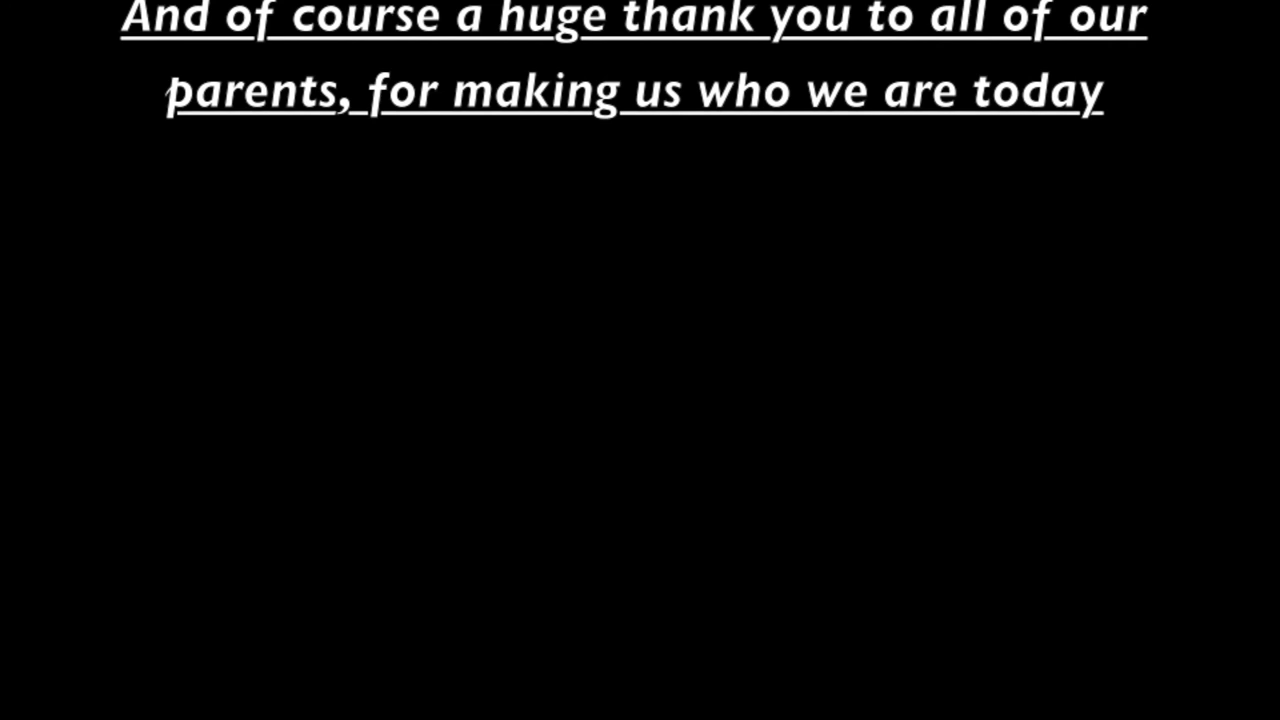 And of course a huge thank you to all of our
parents, for making us who we are today